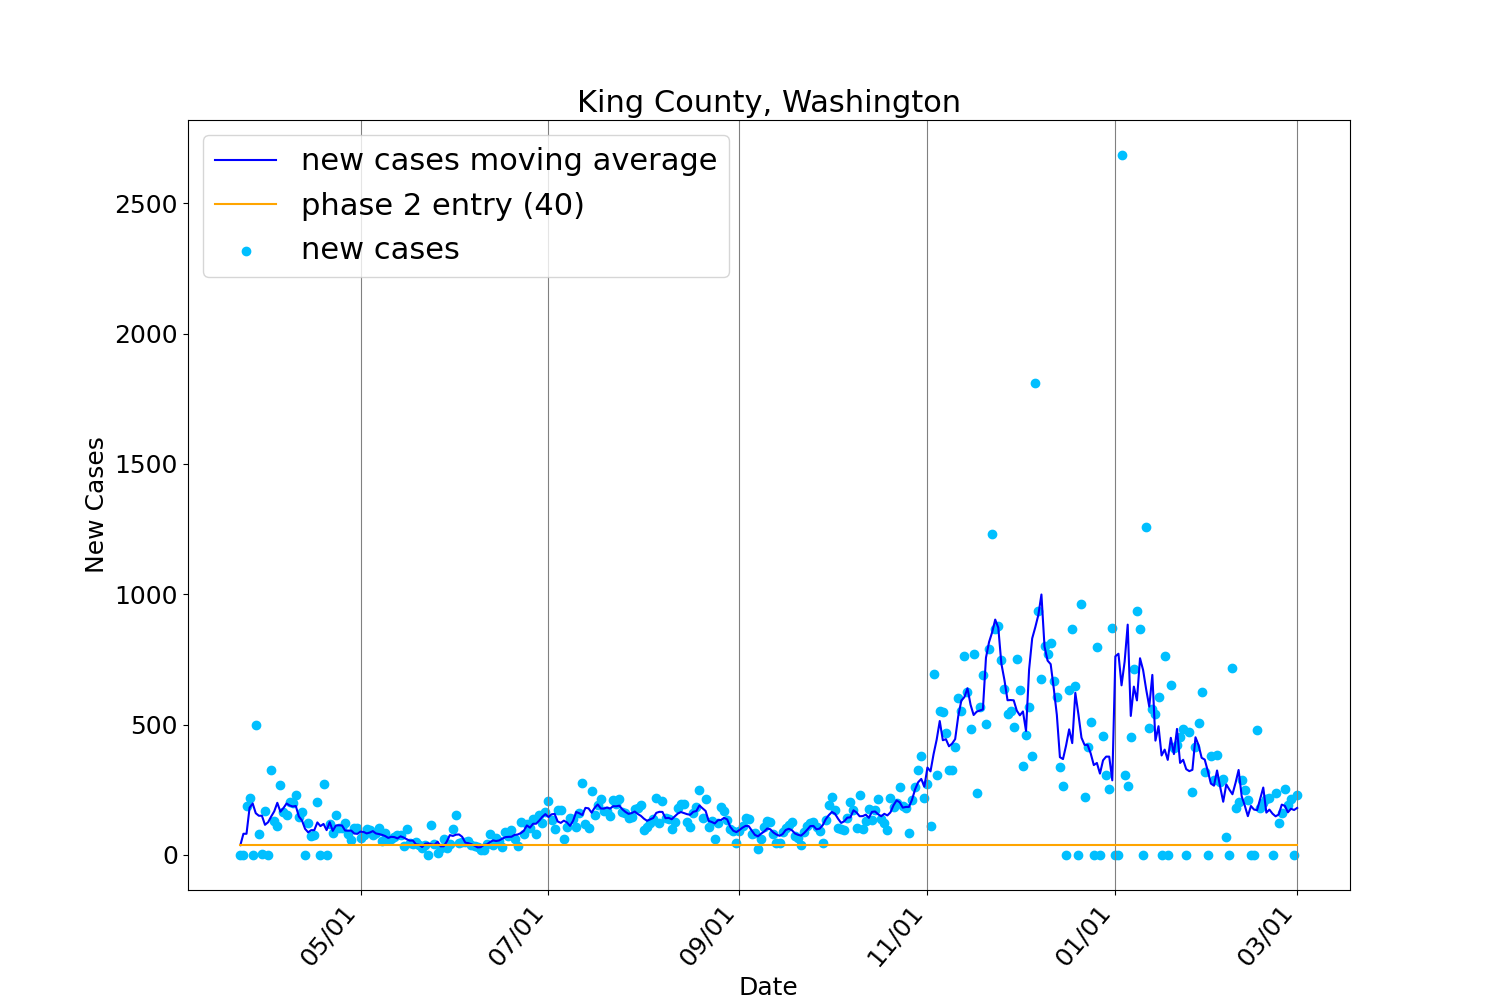 King County, Washington
new cases moving average
phase 2 entry (40)
new cases
2500
2000
1500
1000
500
0
New Cases
05/01
07/01
09/01
11/01
01/01
03/01
Date